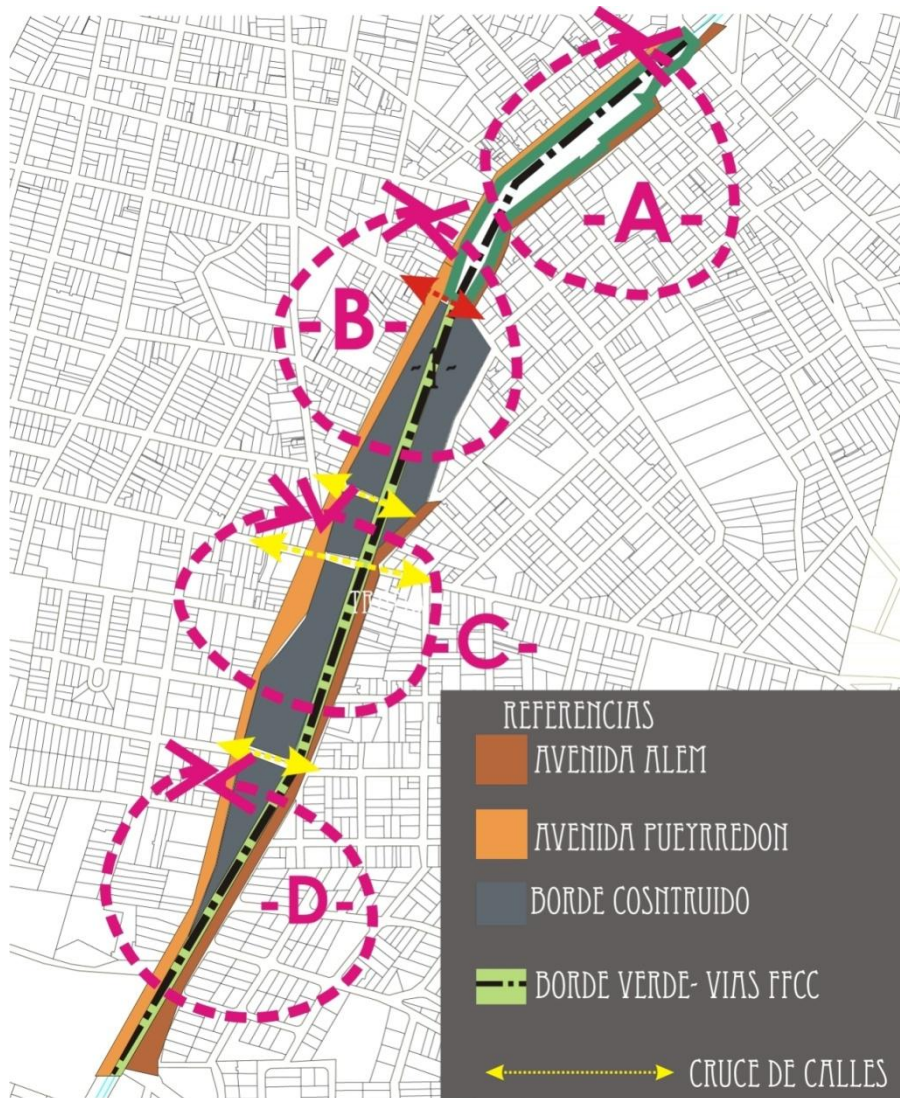 -A-
-B-
-C-
-D-
REFERENCIAS
AVENIDA ALEM
AVENIDA PUEYRREDON
BORDE COSNTRUIDO
BORDE VERDE- VIAS FFCC
CRUCE DE CALLES